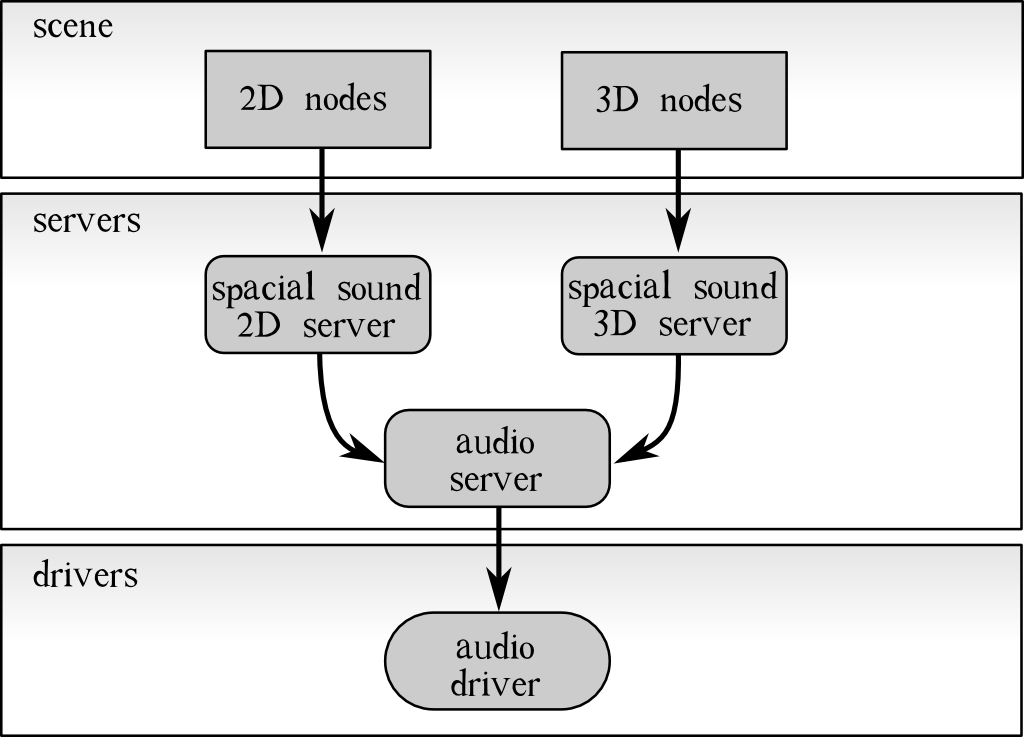 scene
2D nodes
3D nodes
servers
spacial sound
2D server
spacial sound
3D server
audio
server
drivers
audio
driver